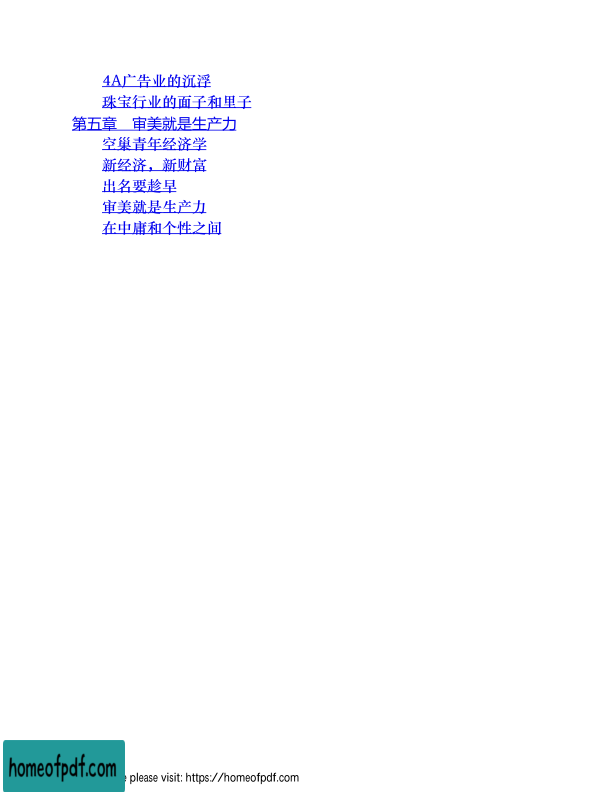 4A广告业的沉浮
珠宝行业的面子和里子
第五章　审美就是生产力
空巢青年经济学
新经济，新财富
出名要趁早
审美就是生产力
在中庸和个性之间
homeofpdf.com
please visit: https://homeofpdf.com